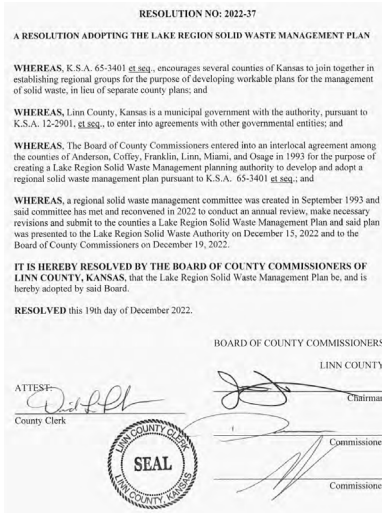 RESOLUTION NO: 2022-37
A RESOLUTION ADOPTING THE LAKE REGION SOLID WASTE MANAGEMENT PLAN
WHEREAS, K.S.A. 65-3401 et seq., encourages several counties of Kansas to join together in
establishing regional groups for the purpose of developing workable plans for the management
of solid waste, in lieu of separate county plans; and
WHEREAS, Linn County, Kansas is a municipal government with the authority, pursuant to
K.S.A. 12-2901, et seq., to enter into agreements with other governmental entities; and
WHEREAS, The Board of County Commissioners entered into an interlocal agreement among
the counties of Anderson, Coffey, Franklin, Linn, Miami, and Osage in 1993 for the purpose of
creating a Lake Region Solid Waste Management planning authority to develop and adopt a
regional solid waste management plan pursuant to K.S.A. 65-3401 et seq.; and
WHEREAS, a regional solid waste management committee was created in September 1993 and
said committee has met and reconvened in 2022 to conduct an annual review, make necessary
revisions and submit to the counties a Lake Region Solid Waste Management Plan and said plan
was presented to the Lake Region Solid Waste Authority on December 15, 2022 and to the
Board of County Commissioners on December 19, 2022.
IT IS HEREBY RESOLVED BY THE BOARD OF COUNTY COMMISSIONERS OF
LINN COUNTY, KANSAS, that the Lake Region Solid Waste Management Plan be, and is
hereby adopted by said Board.
RESOLVED this 19th day of December 2022.
BOARD OF COUNTY COMMISSIONERS
LINN COUNTY
ATTEST:
Chairman
County Clerk
LINN COUNTY CLERK
SEAL
LINN COUNTY, KANSAS
Commissione
Commissione